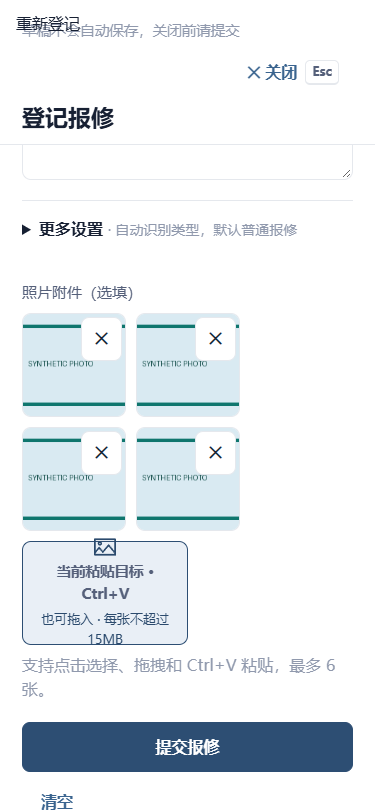 重新登记
草稿不会自动保存，关闭前请提交
× 关闭 Esc
登记报修
▶ 更多设置 · 自动识别类型，默认普通报修
照片附件（选填）
× ×
SYNTHETIC PHOTO SYNTHETIC PHOTO
× ×
SYNTHETIC PHOTO SYNTHETIC PHOTO
当前粘贴目标 •
Ctrl+V
也可拖入 · 每张不超过
15MB
支持点击选择、拖拽和 Ctrl+V 粘贴，最多 6
张。
提交报修
清空